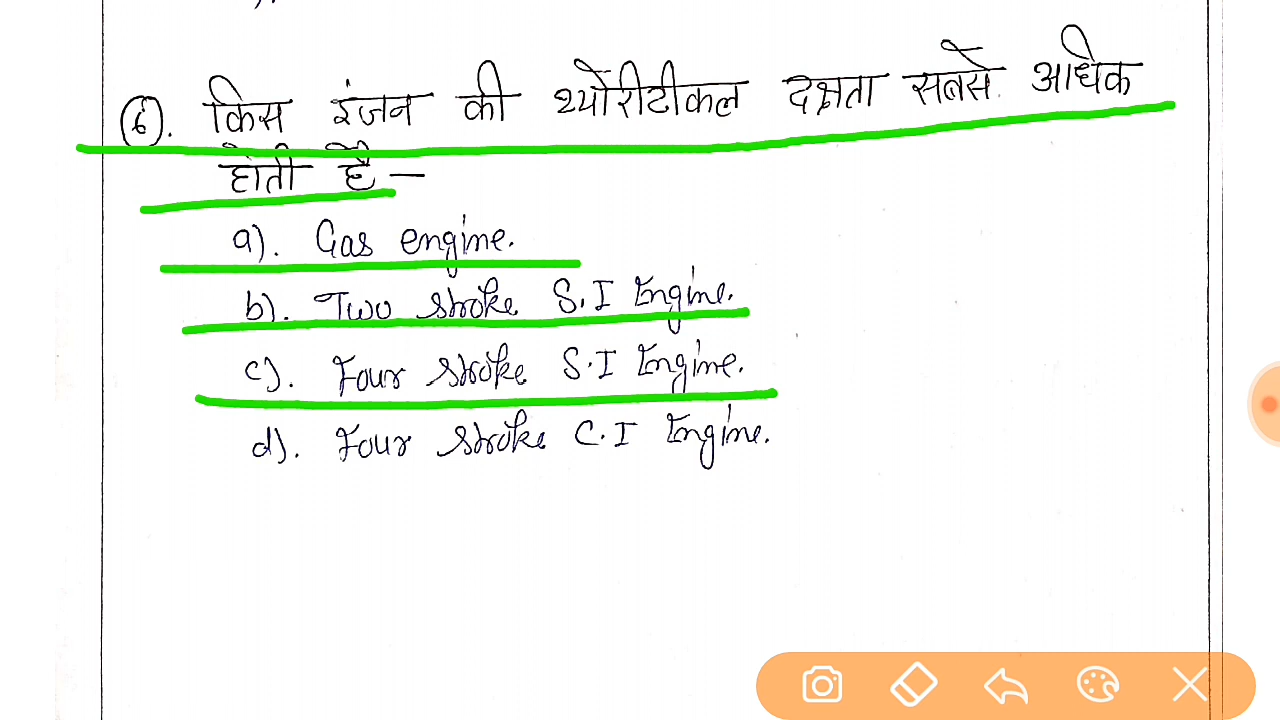 (6). किस इंजन की थ्योरीटीकल दक्षता सबसे अधिक
होती है –
a). Gas engine.
b). Two stroke S.I Engine.
c). Four stroke S.I Engine.
d). Four stroke C.I Engine.